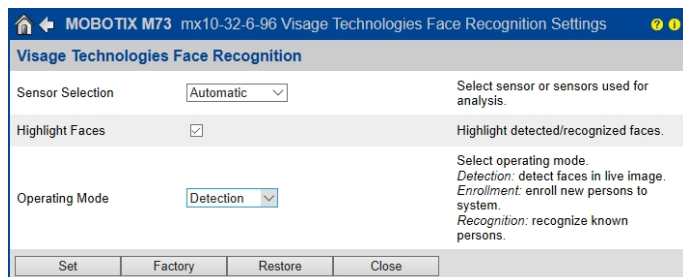 MOBOTIX M73 mx10-32-6-96 Visage Technologies Face Recognition Settings ? i
Visage Technologies Face Recognition
Sensor Selection
Automatic
Select sensor or sensors used for
analysis.
Highlight Faces
Highlight detected/recognized faces.
Operating Mode
Detection
Select operating mode.
Detection: detect faces in live image.
Enrollment: enroll new persons to
system.
Recognition: recognize known
persons.
Set Factory Restore Close